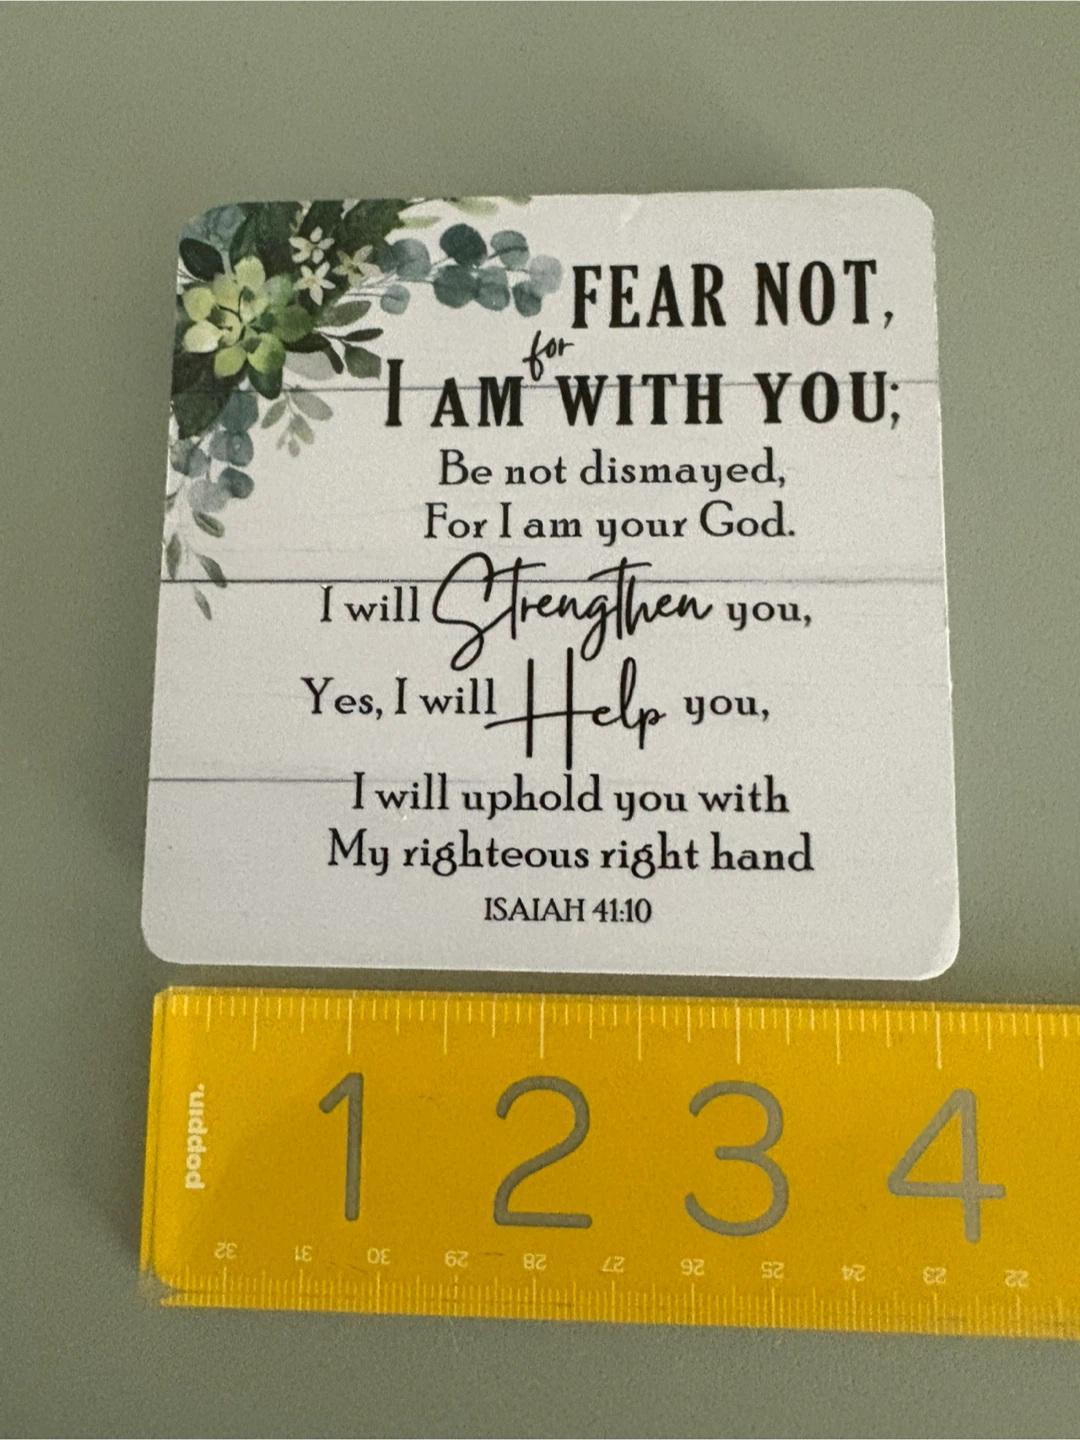 FEAR NOT,
for
I AM WITH YOU;
Be not dismayed,
For I am your God.
I will Strengthen you,
Yes, I will Help you,
I will uphold you with
My righteous right hand
ISAIAH 41:10
poppin.
1 2 3 4
32 31 30 29 28 27 26 25 24 23 22